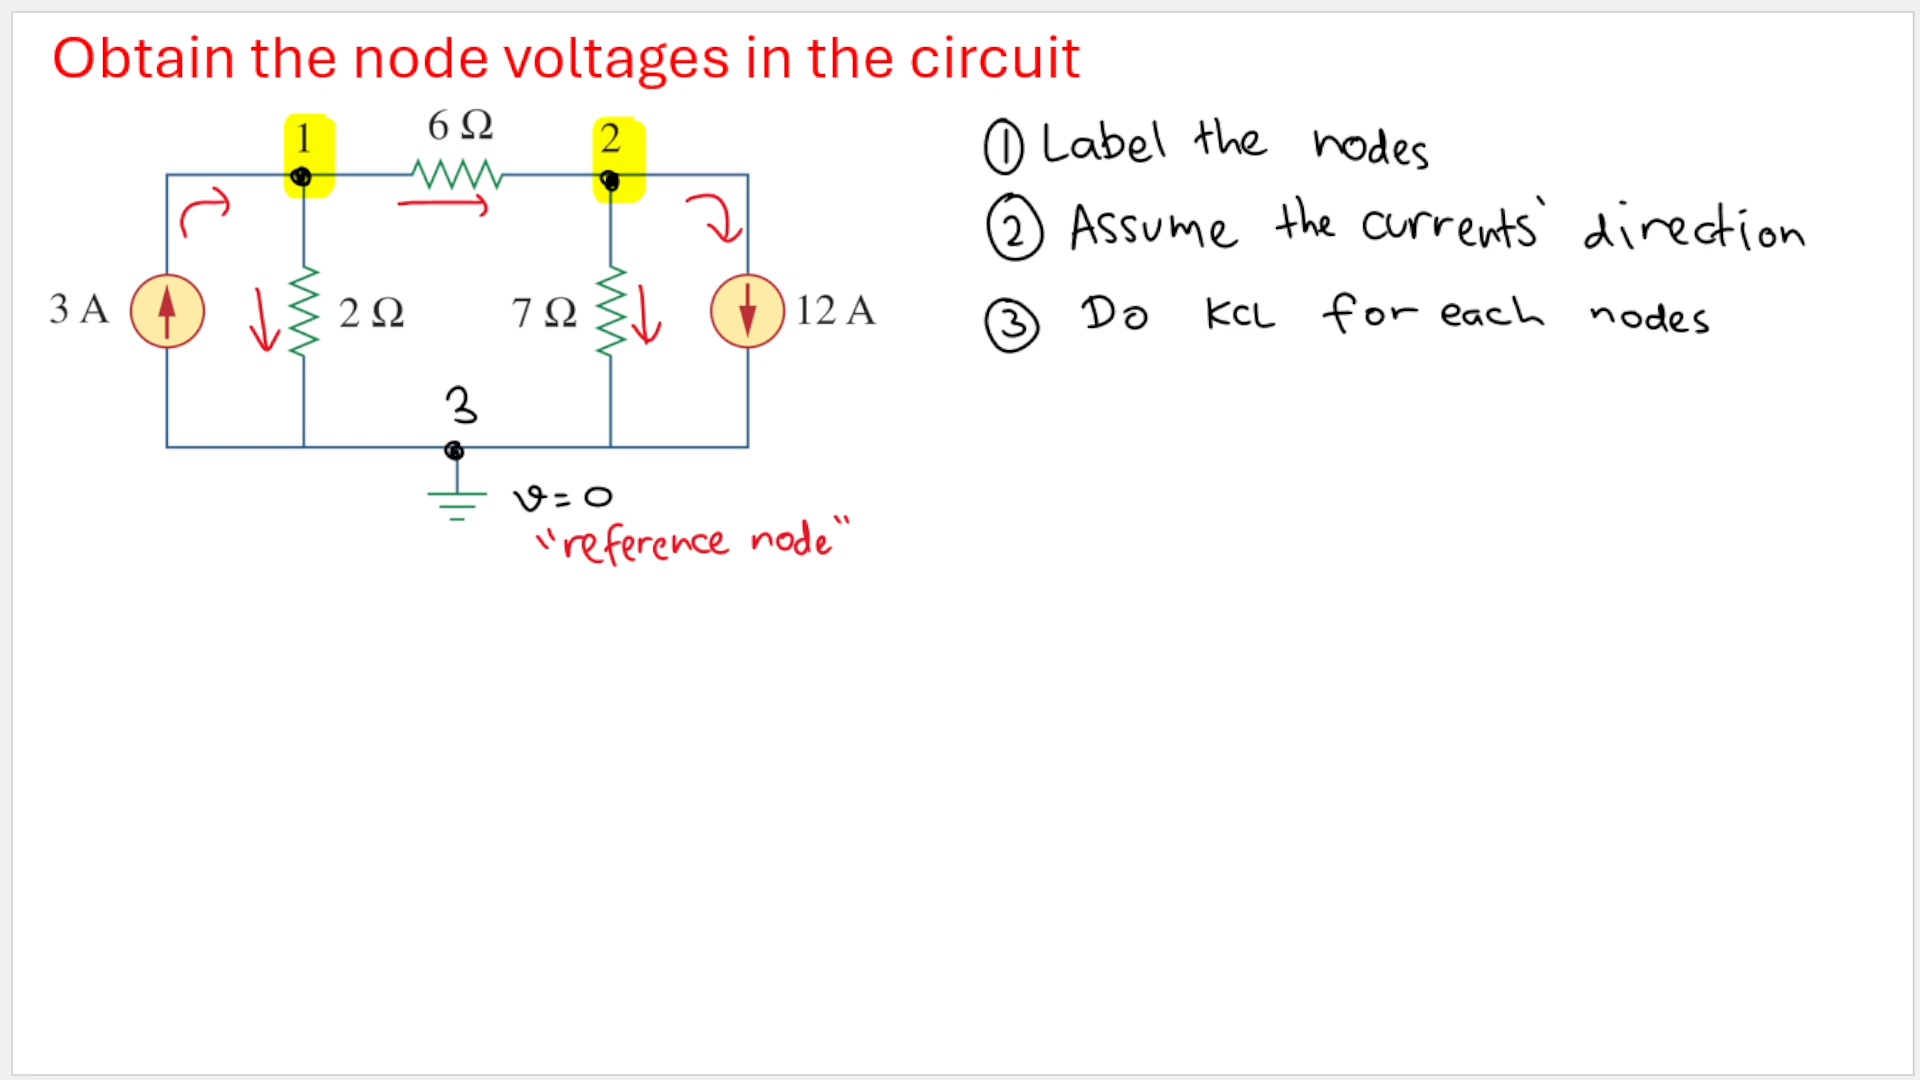 Obtain the node voltages in the circuit
1
6 Ω
2
3 A
2 Ω
7 Ω
12 A
3
v = 0
"reference node"
① Label the nodes
② Assume the currents' direction
③ Do KCL for each nodes